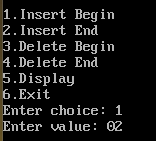 1.Insert Begin
2.Insert End
3.Delete Begin
4.Delete End
5.Display
6.Exit
Enter choice: 1
Enter value: 02